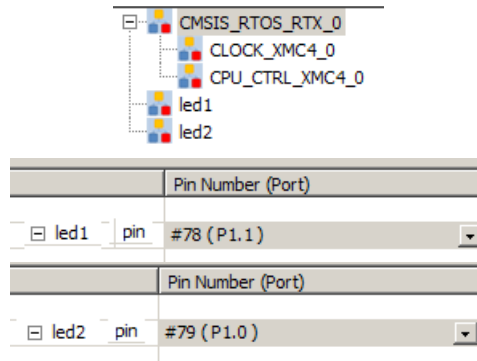 CMSIS_RTOS_RTX_0
CLOCK_XMC4_0
CPU_CTRL_XMC4_0
led1
led2
Pin Number (Port)
led1 pin #78 ( P1.1 )
Pin Number (Port)
led2 pin #79 ( P1.0 )